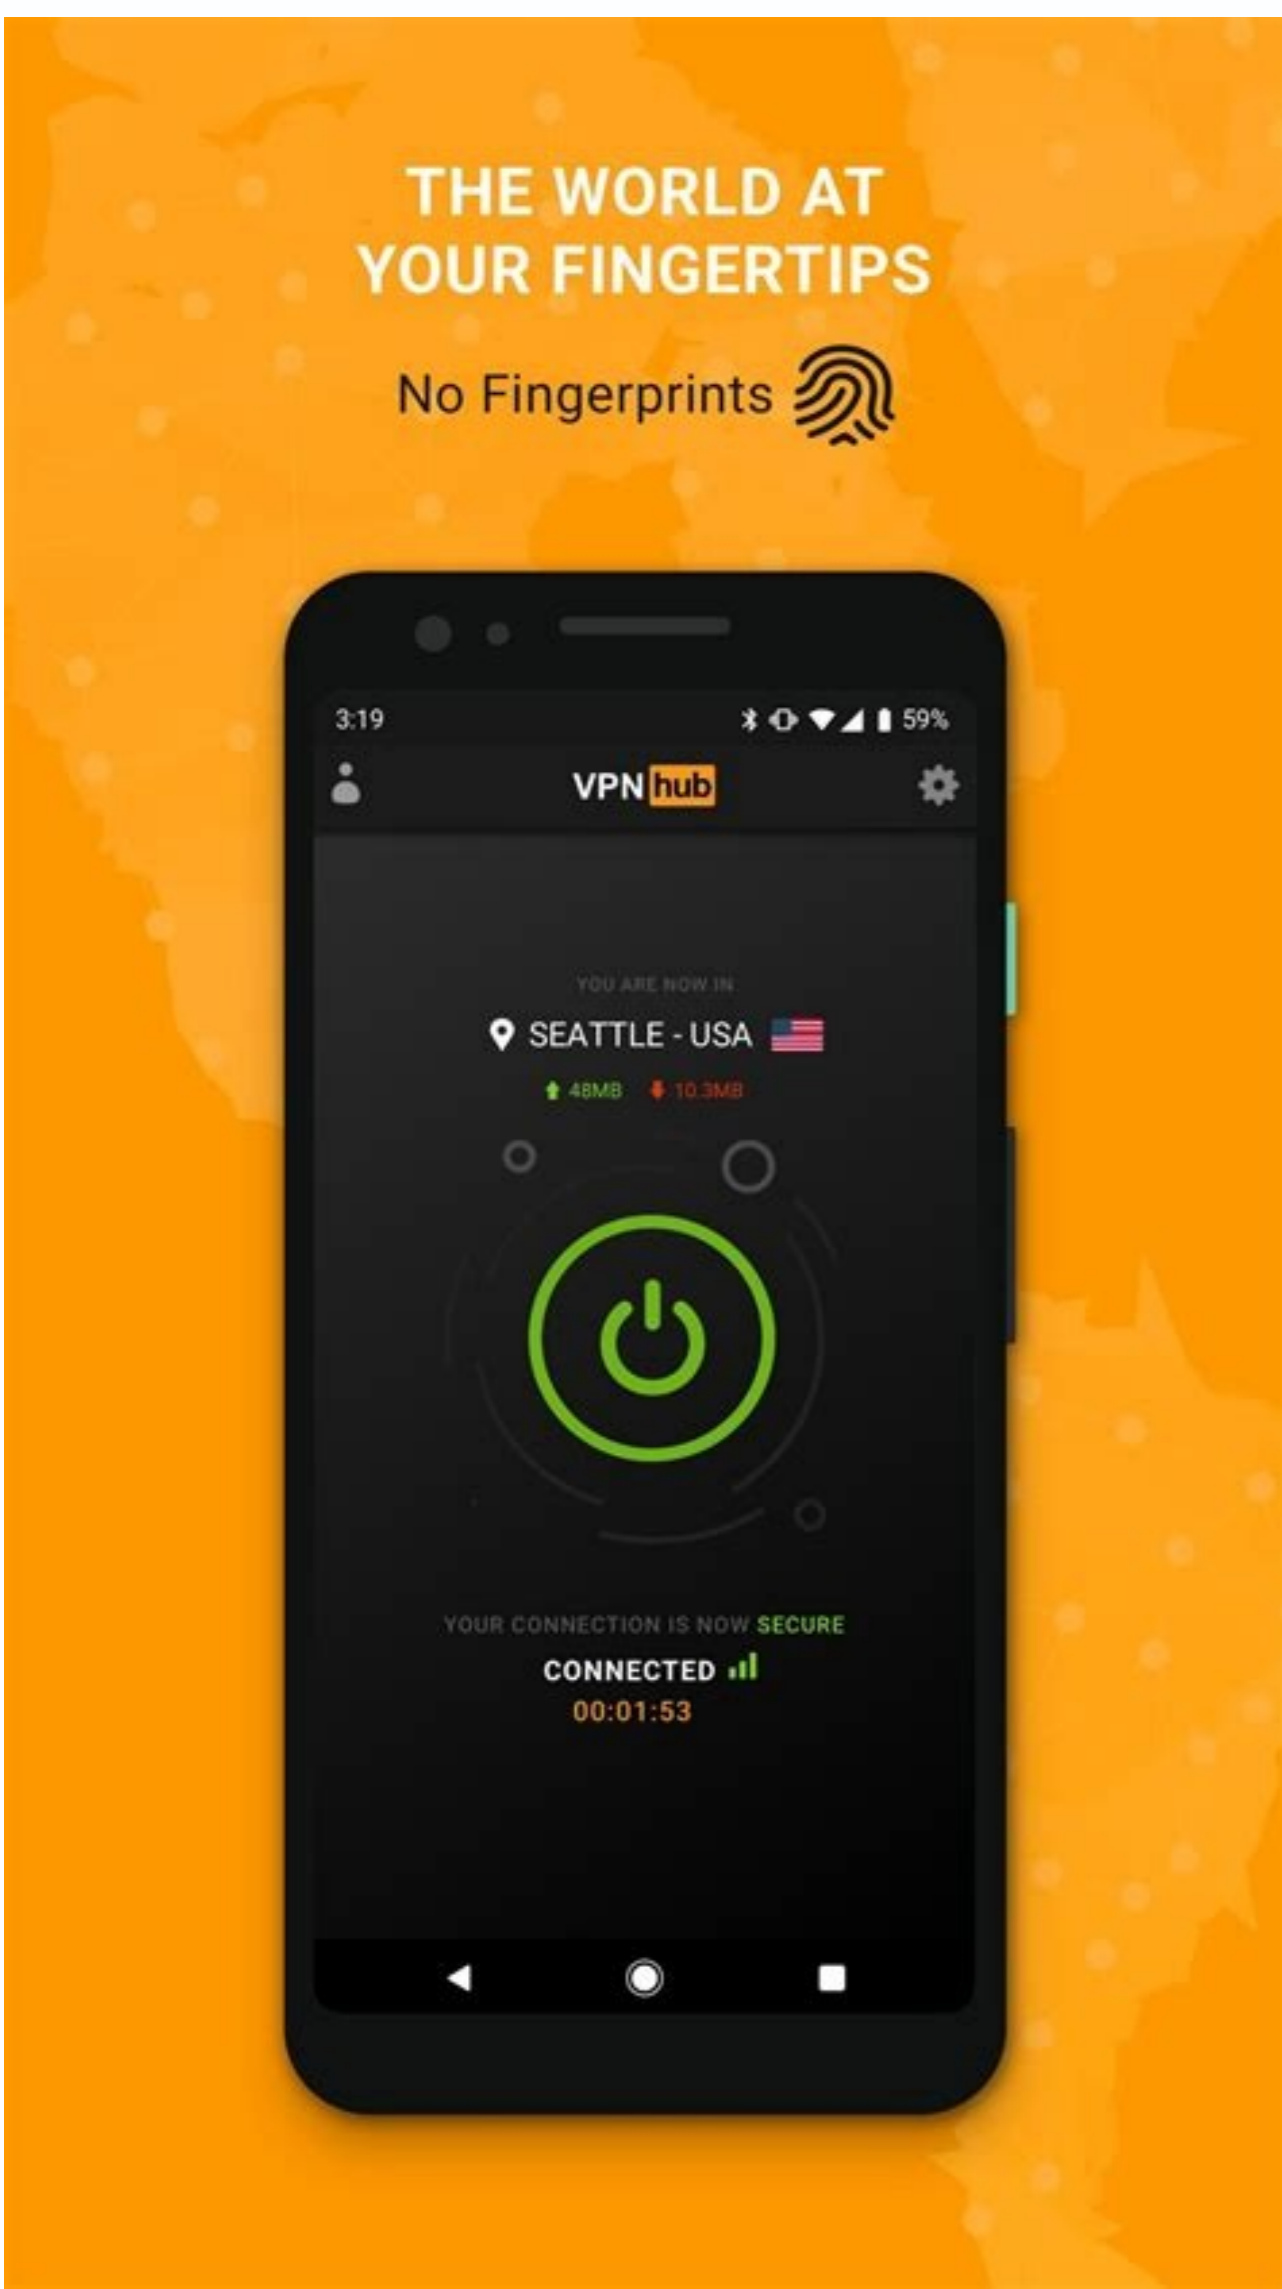 THE WORLD AT
YOUR FINGERTIPS
No Fingerprints
3:19 59%
VPN hub
YOU ARE NOW IN
SEATTLE - USA
48MB 10.3MB
YOUR CONNECTION IS NOW SECURE
CONNECTED
00:01:53